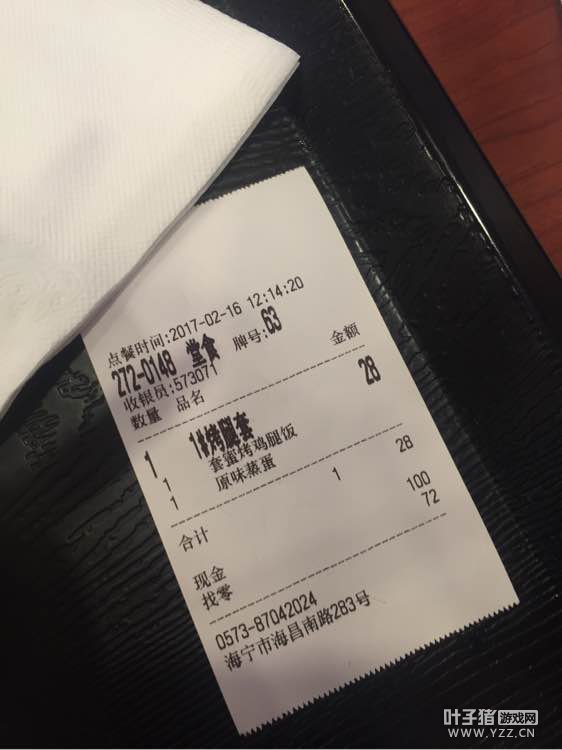 点餐时间:2017-02-16 12:14:20
272-0148 堂食 牌号:63
收银员:573071
数量 品名 金额
1 1#烤腿套 28
1 套蜜烤鸡腿饭
1 原味蒸蛋
合计 1 28
现金 100
找零 72
0573-87042024
海宁市海昌南路283号
叶子猪游戏网
www.YZZ.CN